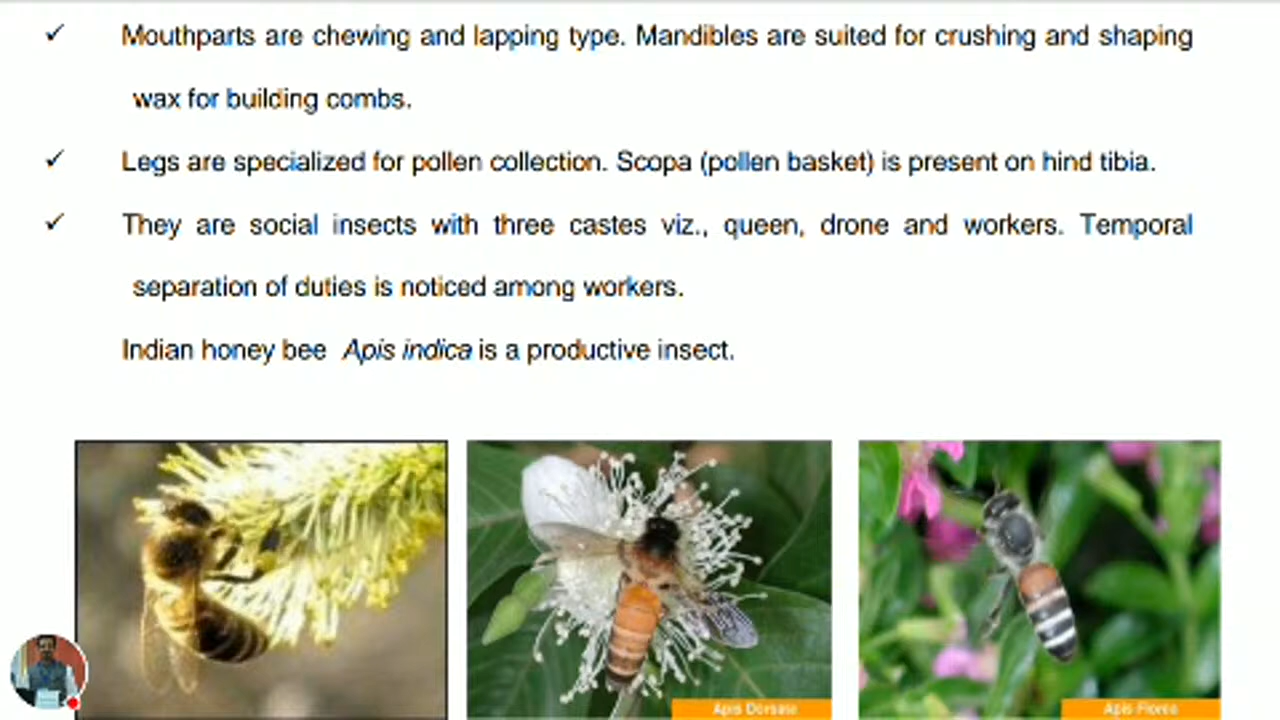 ✓ Mouthparts are chewing and lapping type. Mandibles are suited for crushing and shaping
wax for building combs.
✓ Legs are specialized for pollen collection. Scopa (pollen basket) is present on hind tibia.
✓ They are social insects with three castes viz., queen, drone and workers. Temporal
separation of duties is noticed among workers.
Indian honey bee Apis indica is a productive insect.
Apis Dorsata
Apis Florea